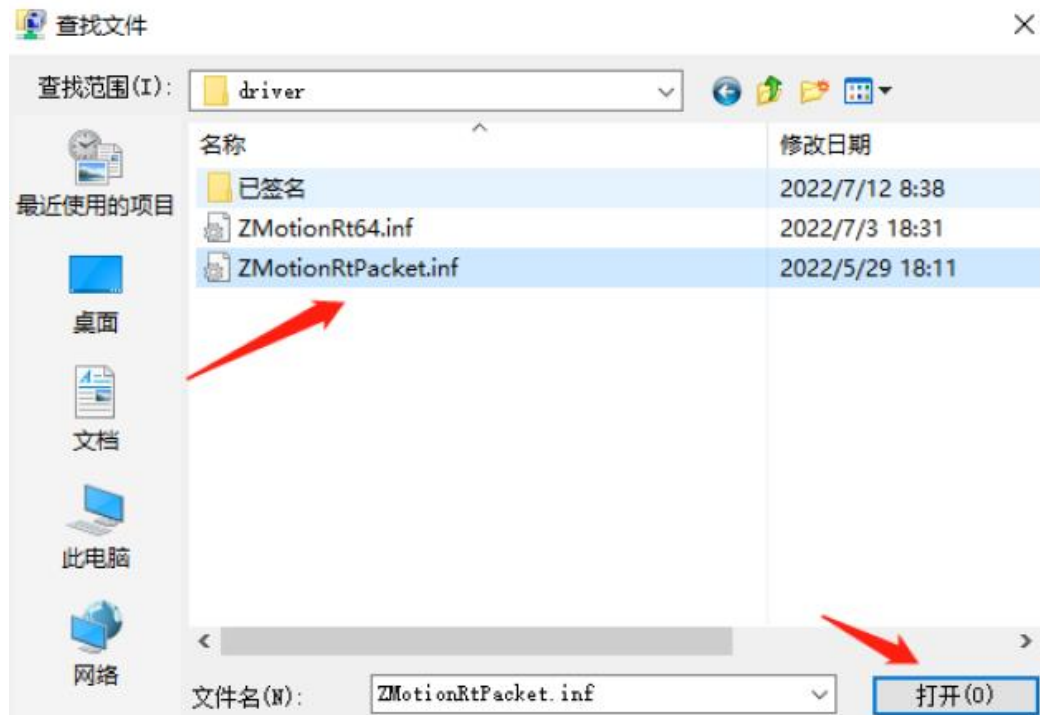 查找文件
查找范围(I):
driver
名称
修改日期
已签名
2022/7/12 8:38
ZMotionRt64.inf
2022/7/3 18:31
ZMotionRtPacket.inf
2022/5/29 18:11
最近使用的项目
桌面
文档
此电脑
网络
文件名(N):
ZMotionRtPacket.inf
打开(O)